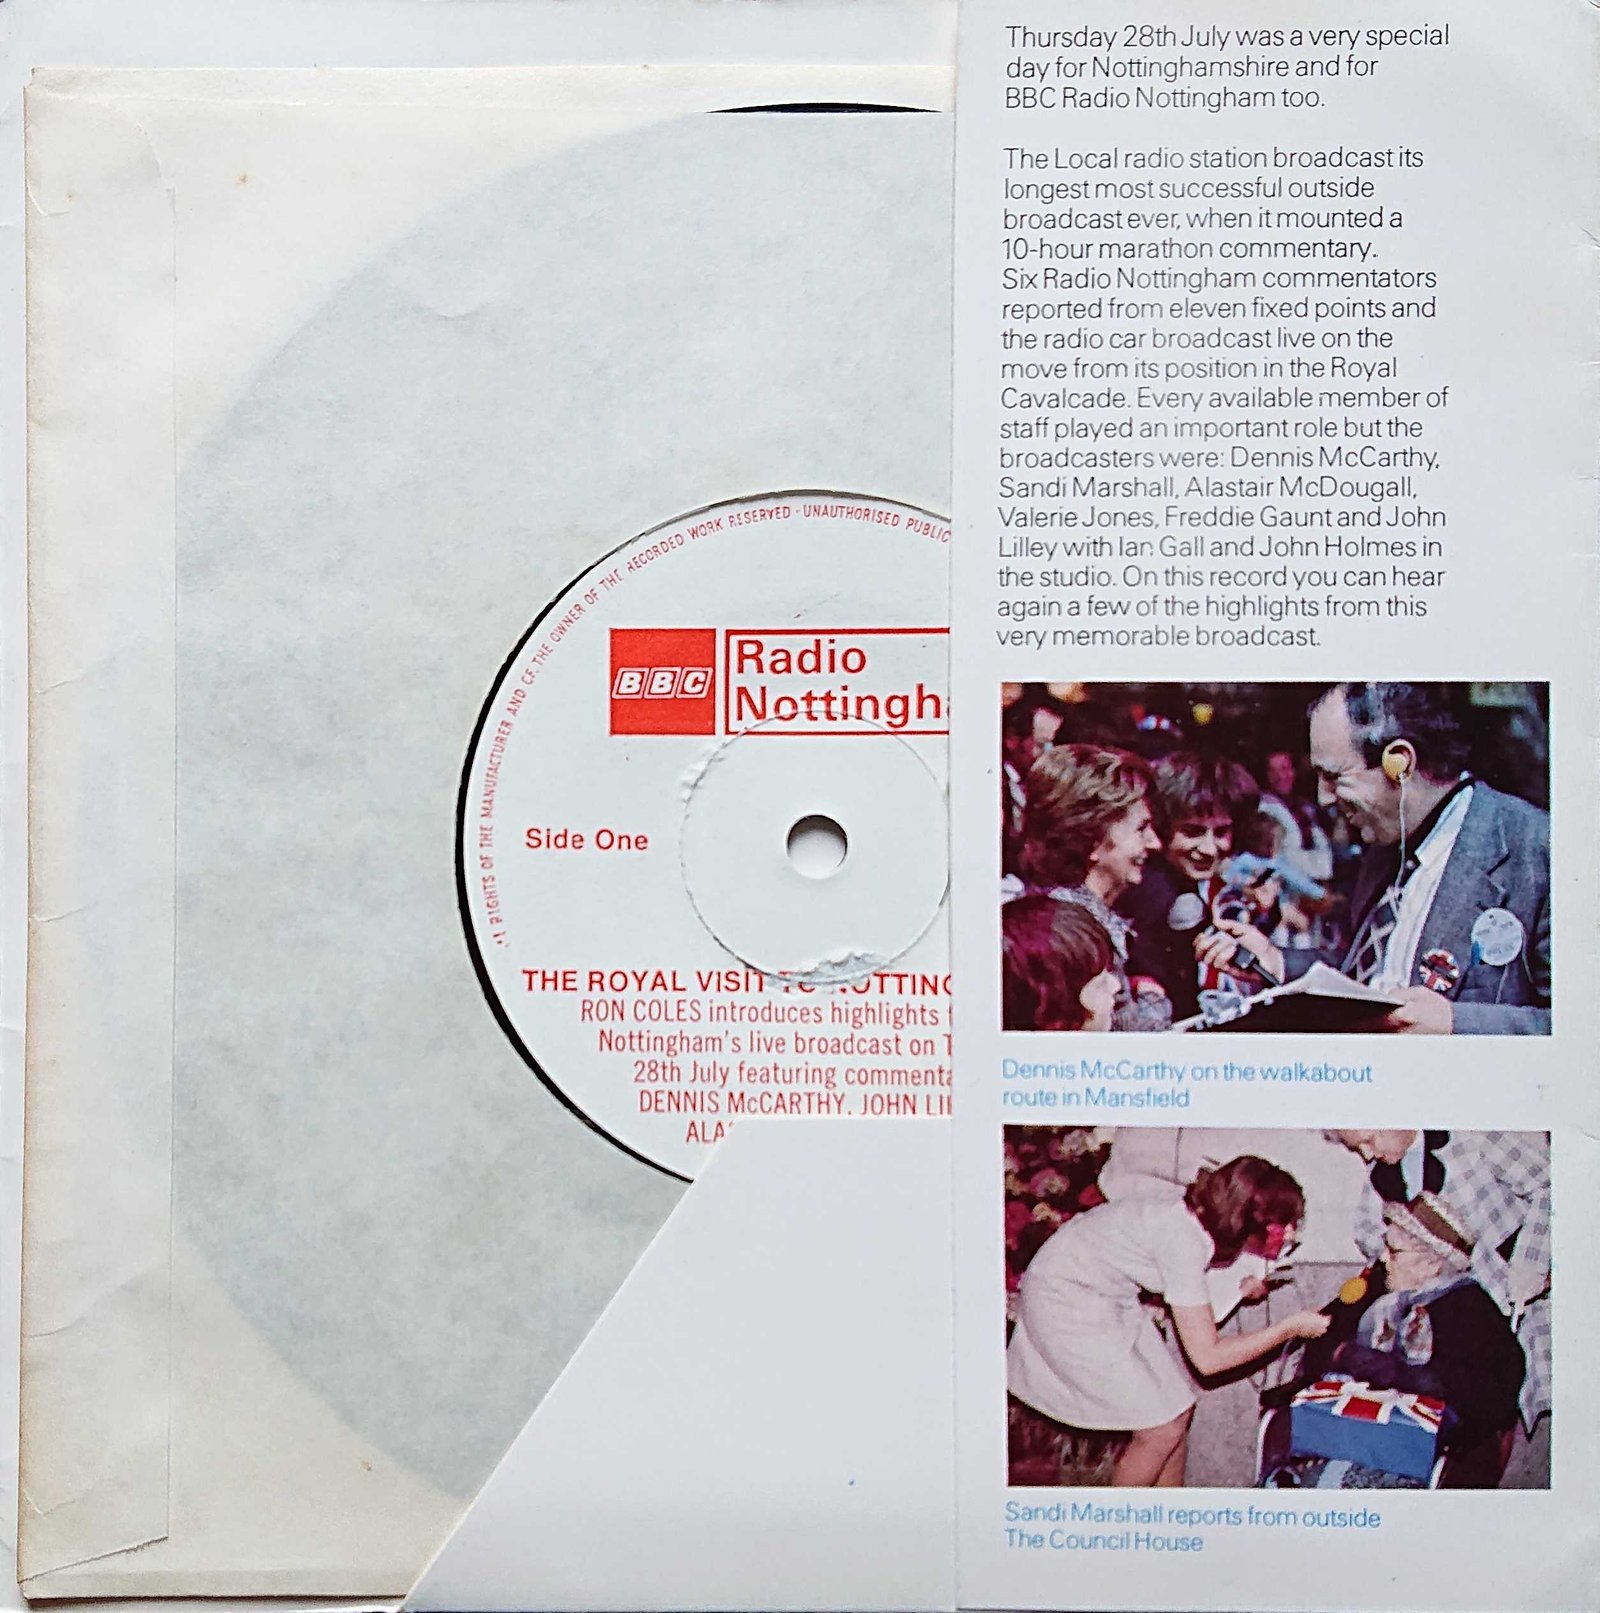 Thursday 28th July was a very special
day for Nottinghamshire and for
BBC Radio Nottingham too.
The Local radio station broadcast its
longest most successful outside
broadcast ever, when it mounted a
10-hour marathon commentary.
Six Radio Nottingham commentators
reported from eleven fixed points and
the radio car broadcast live on the
move from its position in the Royal
Cavalcade. Every available member of
staff played an important role but the
broadcasters were: Dennis McCarthy,
Sandi Marshall, Alastair McDougall,
Valerie Jones, Freddie Gaunt and John
Lilley with Ian Gall and John Holmes in
the studio. On this record you can hear
again a few of the highlights from this
very memorable broadcast.
Dennis McCarthy on the walkabout
route in Mansfield
Sandi Marshall reports from outside
The Council House
RIGHTS OF THE MANUFACTURER AND OF THE OWNER OF THE RECORDED WORK RESERVED · UNAUTHORISED PUBLIC
BBC
Radio
Nottingh
Side One
THE ROYAL VISIT TO NOTTING
RON COLES introduces highlights
Nottingham's live broadcast on T
28th July featuring commenta
DENNIS McCARTHY. JOHN LIL
ALA